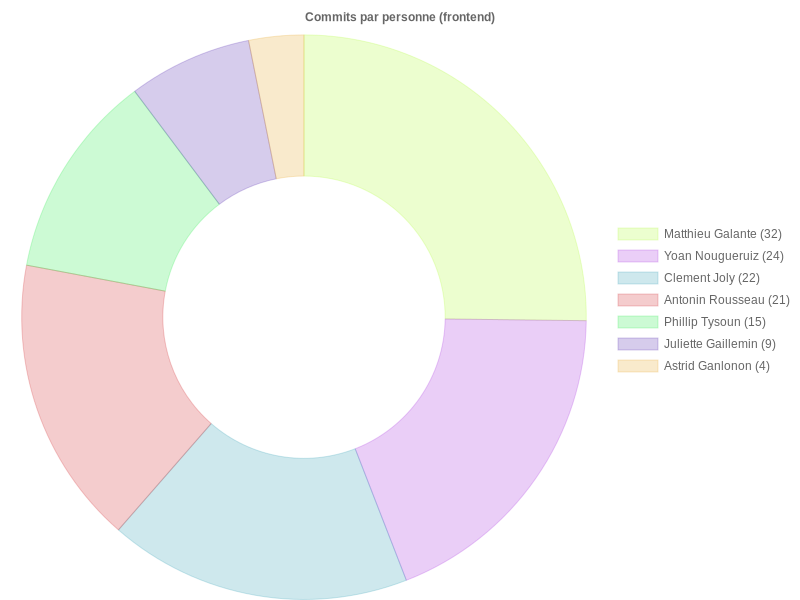 Commits par personne (frontend)
Matthieu Galante (32)
Yoan Nougueruiz (24)
Clement Joly (22)
Antonin Rousseau (21)
Phillip Tysoun (15)
Juliette Gaillemin (9)
Astrid Ganlonon (4)